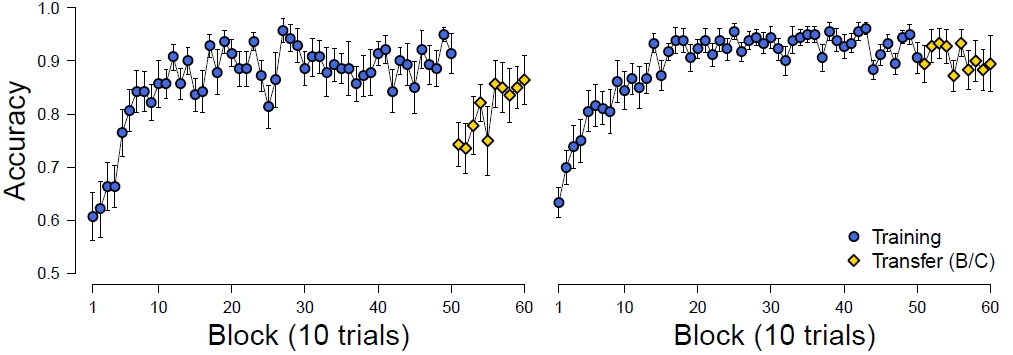 Accuracy
1.0
0.9
0.8
0.7
0.6
0.5
1 10 20 30 40 50 60
Block (10 trials)
1 10 20 30 40 50 60
Block (10 trials)
Training
Transfer (B/C)